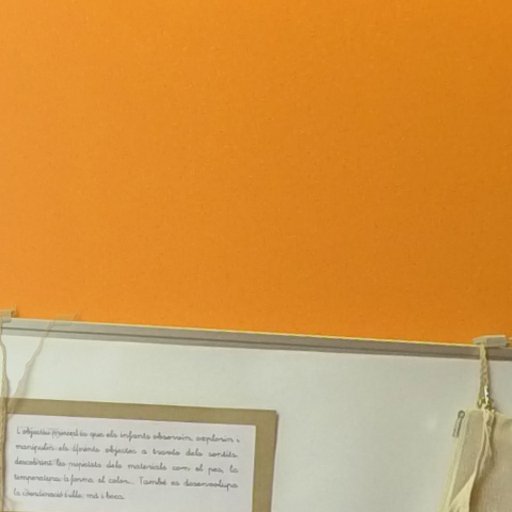 L'objectiu principal és que els infants observin, explorin i
manipulin els diferents objectes a través dels sentits
descobrint les propietats dels materials com el pes, la
temperatura, la forma, el color... També es desenvolupa
la coordinació ull, mà i boca.